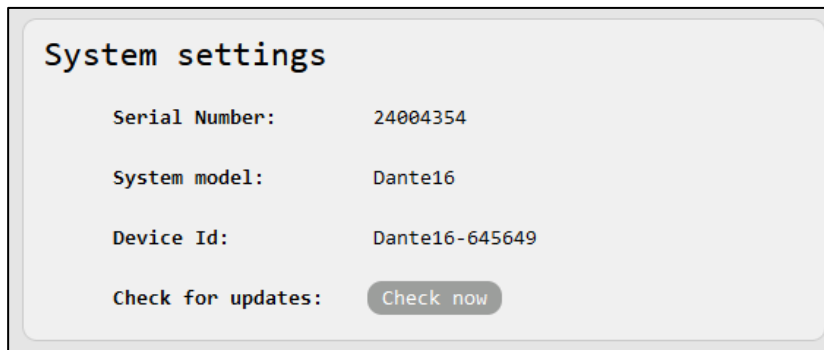 System settings
Serial Number: 24004354
System model: Dante16
Device Id: Dante16-645649
Check for updates: Check now